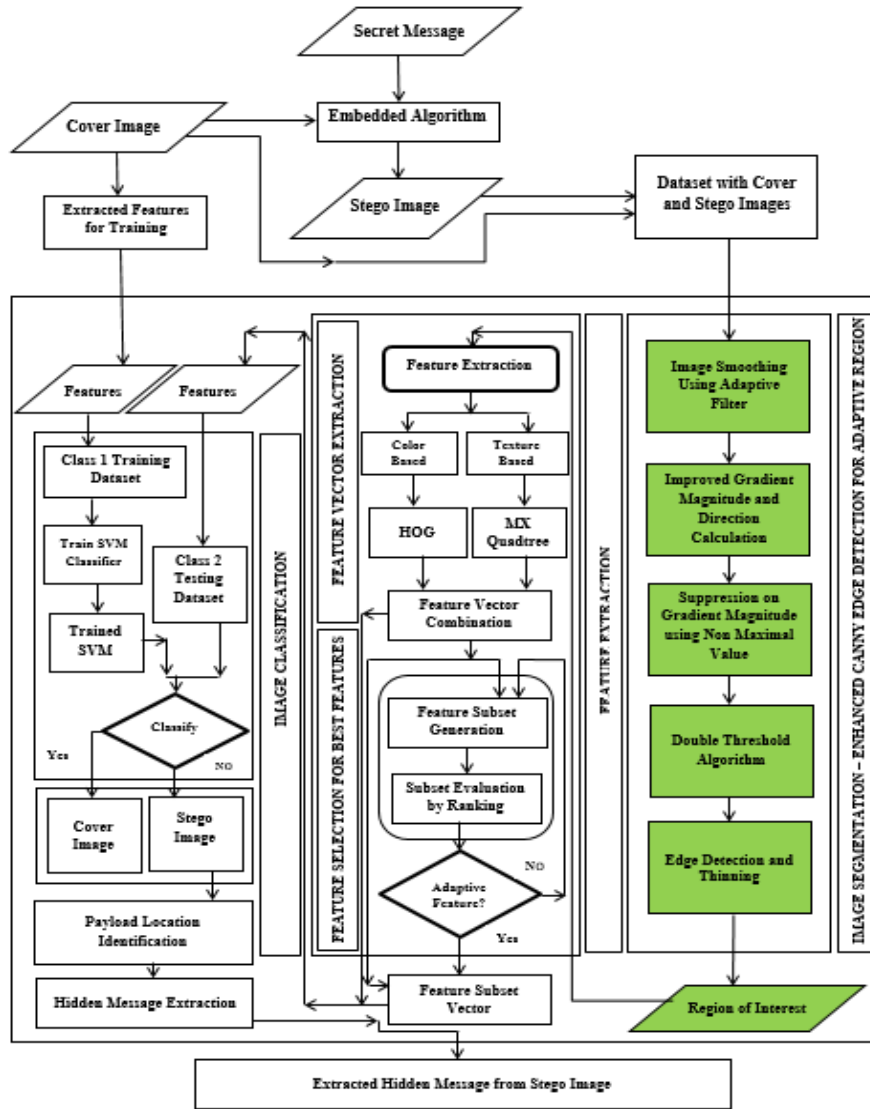 Secret Message
Cover Image
Embedded Algorithm
Extracted Features
for Training
Stego Image
Dataset with Cover
and Stego Images
Features
Features
Class 1 Training
Dataset
Train SVM
Classifier
Class 2
Testing
Dataset
Trained
SVM
Classify
Yes
NO
Cover
Image
Stego
Image
Payload Location
Identification
Hidden Message Extraction
IMAGE CLASSIFICATION
FEATURE VECTOR EXTRACTION
FEATURE SELECTION FOR BEST FEATURES
Feature Extraction
Color
Based
Texture
Based
HOG
MX
Quadtree
Feature Vector
Combination
Feature Subset
Generation
Subset Evaluation
by Ranking
Adaptive
Feature?
NO
Yes
Feature Subset
Vector
FEATURE EXTRACTION
Image Smoothing
Using Adaptive
Filter
Improved Gradient
Magnitude and
Direction
Calculation
Suppression on
Gradient Magnitude
using Non Maximal
Value
Double Threshold
Algorithm
Edge Detection and
Thinning
Region of Interest
IMAGE SEGMENTATION – ENHANCED CANNY EDGE DETECTION FOR ADAPTIVE REGION
Extracted Hidden Message from Stego Image